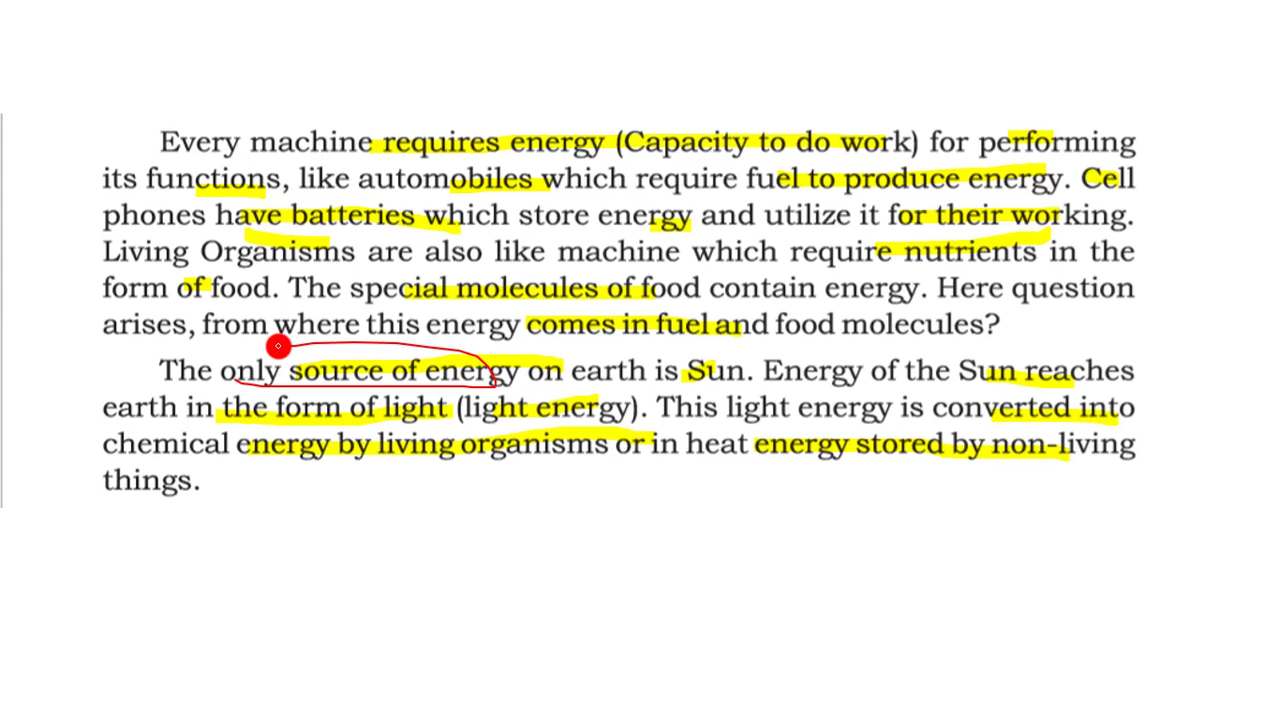 Every machine requires energy (Capacity to do work) for performing
its functions, like automobiles which require fuel to produce energy. Cell
phones have batteries which store energy and utilize it for their working.
Living Organisms are also like machine which require nutrients in the
form of food. The special molecules of food contain energy. Here question
arises, from where this energy comes in fuel and food molecules?
The only source of energy on earth is Sun. Energy of the Sun reaches
earth in the form of light (light energy). This light energy is converted into
chemical energy by living organisms or in heat energy stored by non-living
things.